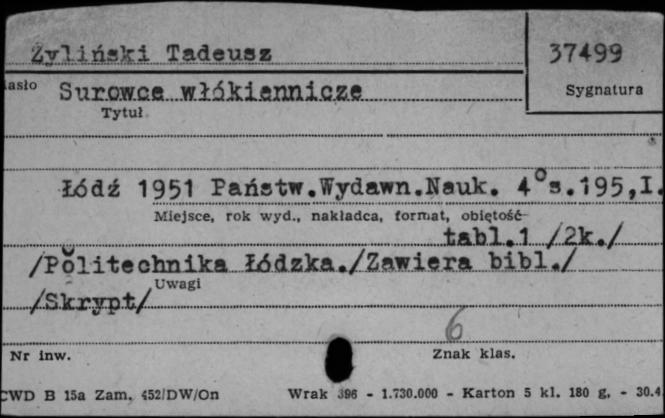 Żyliński Tadeusz
37499
asło
Surowce włókiennicze
Sygnatura
Tytuł
Łódź 1951 Państw.Wydawn.Nauk. 4°s.195,I.
Miejsce, rok wyd., nakładca, format, objętość
tabl.1 /2k./
/Politechnika Łódzka./Zawiera bibl./
Uwagi
/Skrypt/
6
Nr inw.
Znak klas.
CWD B 15a Zam. 452/DW/On Wrak 396 - 1.730.000 - Karton 5 kl. 180 g. - 30.4